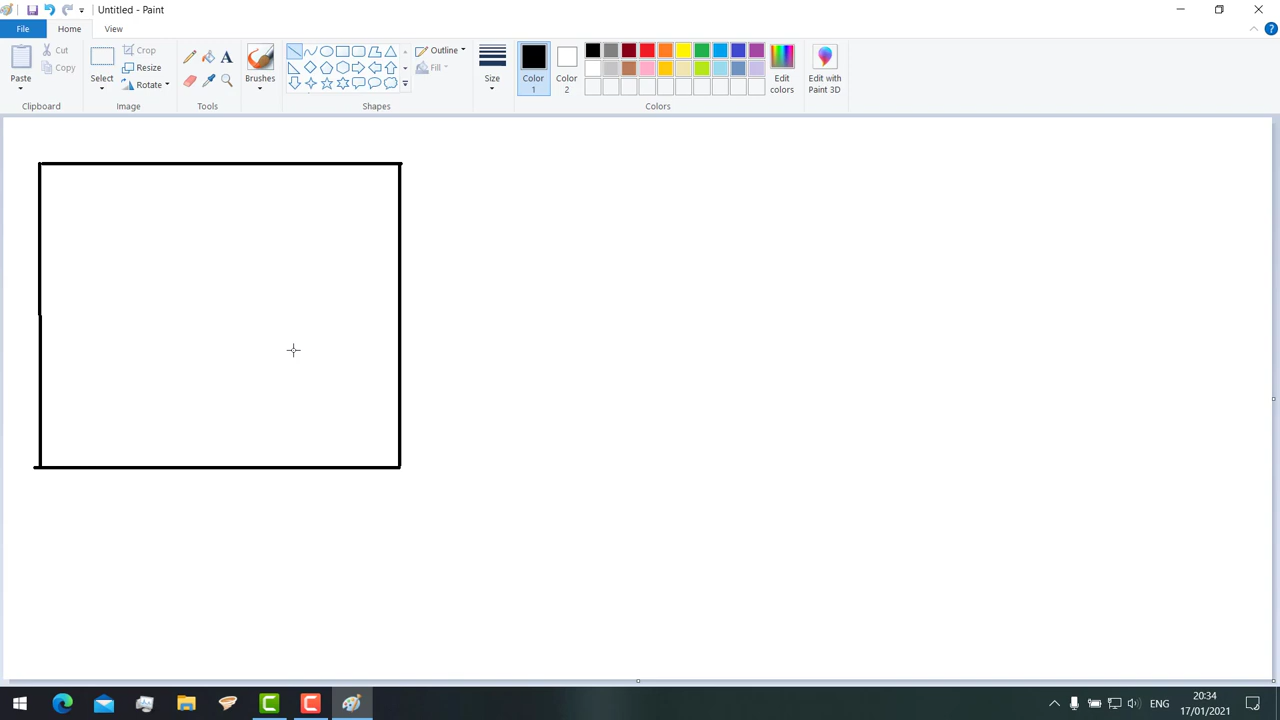 Untitled - Paint
File Home View
Paste
Cut
Copy
Clipboard
Select
Crop
Resize
Rotate
Image
A
Tools
Brushes
Outline
Fill
Shapes
Size
Color 1
Color 2
Edit colors
Colors
Edit with Paint 3D
ENG
20:34
17/01/2021